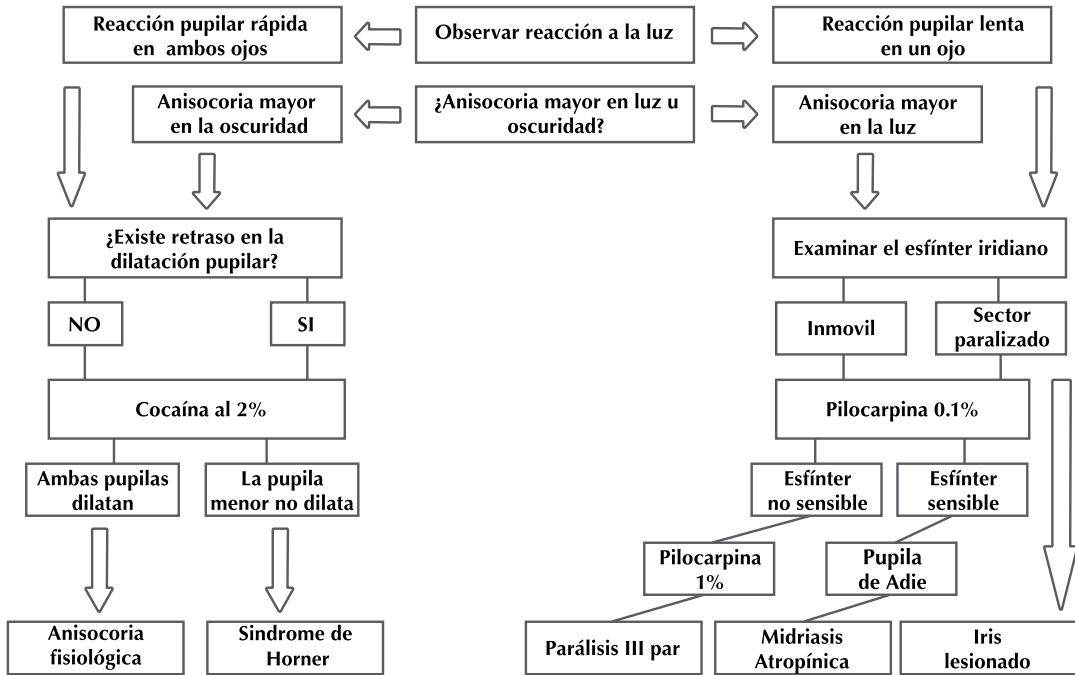 Reacción pupilar rápida
en ambos ojos
Observar reacción a la luz
Reacción pupilar lenta
en un ojo
Anisocoria mayor
en la oscuridad
¿Anisocoria mayor en luz u
oscuridad?
Anisocoria mayor
en la luz
¿Existe retraso en la
dilatación pupilar?
Examinar el esfínter iridiano
NO
SI
Inmovil
Sector
paralizado
Cocaína al 2%
Pilocarpina 0.1%
Ambas pupilas
dilatan
La pupila
menor no dilata
Esfínter
no sensible
Esfínter
sensible
Pilocarpina
1%
Pupila
de Adie
Anisocoria
fisiológica
Sindrome de
Horner
Parálisis III par
Midriasis
Atropínica
Iris
lesionado